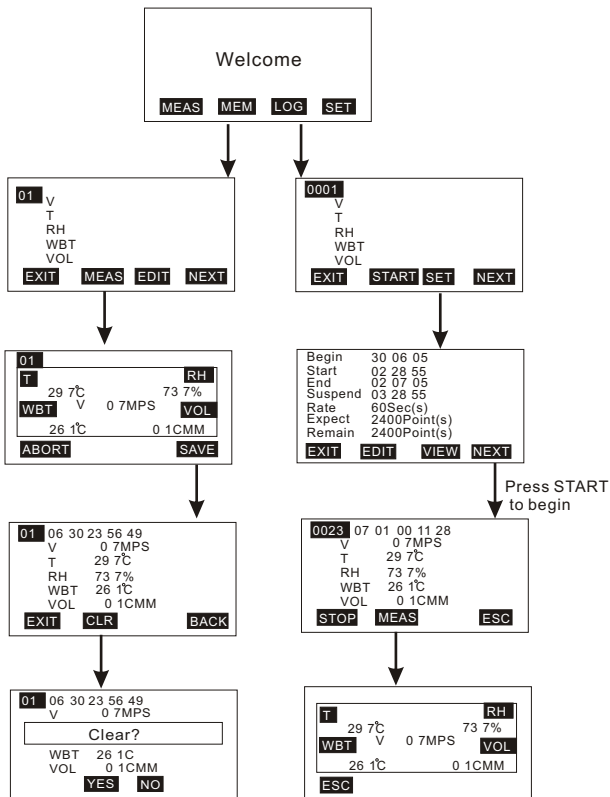 Welcome
MEAS MEM LOG SET
01
V
T
RH
WBT
VOL
EXIT MEAS EDIT NEXT
0001
V
T
RH
WBT
VOL
EXIT START SET NEXT
01
T RH
29 7℃ 73 7%
WBT V 0 7MPS VOL
26 1℃ 0 1CMM
ABORT SAVE
Begin 30 06 05
Start 02 28 55
End 02 07 05
Suspend 03 28 55
Rate 60Sec(s)
Expect 2400Point(s)
Remain 2400Point(s)
EXIT EDIT VIEW NEXT
Press START
to begin
01 06 30 23 56 49
V 0 7MPS
T 29 7℃
RH 73 7%
WBT 26 1℃
VOL 0 1CMM
EXIT CLR BACK
0023 07 01 00 11 28
V 0 7MPS
T 29 7℃
RH 73 7%
WBT 26 1℃
VOL 0 1CMM
STOP MEAS ESC
01 06 30 23 56 49
V 0 7MPS
Clear?
WBT 26 1C
VOL 0 1CMM
YES NO
T RH
29 7℃ 73 7%
WBT V 0 7MPS VOL
26 1℃ 0 1CMM
ESC